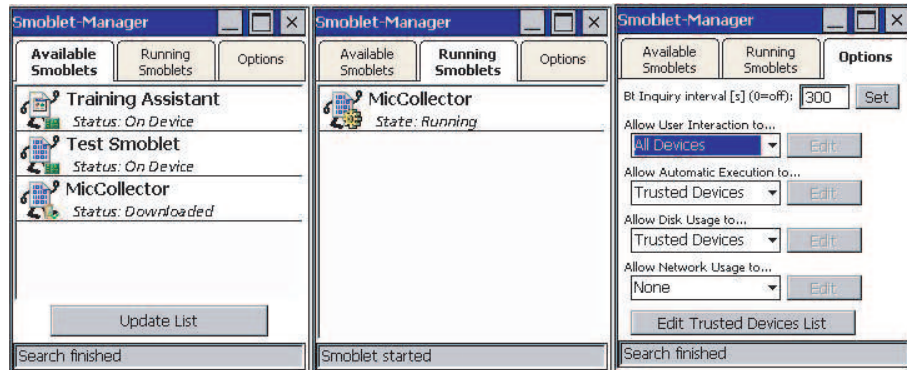 Smoblet-Manager
Available Smoblets
Running Smoblets
Options
Training Assistant
Status: On Device
Test Smoblet
Status: On Device
MicCollector
Status: Downloaded
Update List
Search finished
Smoblet-Manager
Available Smoblets
Running Smoblets
Options
MicCollector
State: Running
Smoblet started
Smoblet-Manager
Available Smoblets
Running Smoblets
Options
Bt Inquiry interval [s] (0=off): 300 Set
Allow User Interaction to...
All Devices Edit
Allow Automatic Execution to...
Trusted Devices Edit
Allow Disk Usage to...
Trusted Devices Edit
Allow Network Usage to...
None Edit
Edit Trusted Devices List
Search finished